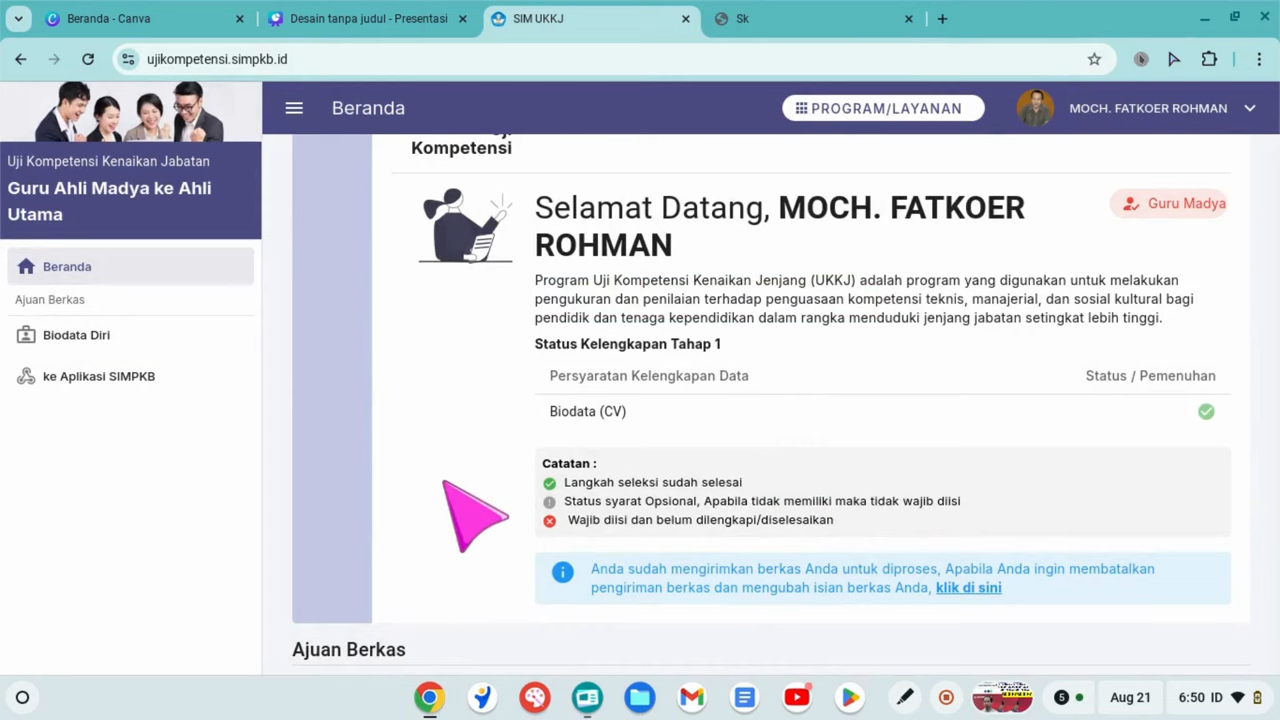 Beranda - Canva
Desain tanpa judul - Presentasi
SIM UKKJ
Sk
ujikompetensi.simpkb.id
Beranda
PROGRAM/LAYANAN
MOCH. FATKOER ROHMAN
Uji Kompetensi Kenaikan Jabatan
Guru Ahli Madya ke Ahli
Utama
Beranda
Ajuan Berkas
Biodata Diri
ke Aplikasi SIMPKB
Uji
Kompetensi
Selamat Datang, MOCH. FATKOER
ROHMAN
Guru Madya
Program Uji Kompetensi Kenaikan Jenjang (UKKJ) adalah program yang digunakan untuk melakukan
pengukuran dan penilaian terhadap penguasaan kompetensi teknis, manajerial, dan sosial kultural bagi
pendidik dan tenaga kependidikan dalam rangka menduduki jenjang jabatan setingkat lebih tinggi.
Status Kelengkapan Tahap 1
Persyaratan Kelengkapan Data Status / Pemenuhan
Biodata (CV)
Catatan :
Langkah seleksi sudah selesai
Status syarat Opsional, Apabila tidak memiliki maka tidak wajib diisi
Wajib diisi dan belum dilengkapi/diselesaikan
Anda sudah mengirimkan berkas Anda untuk diproses, Apabila Anda ingin membatalkan
pengiriman berkas dan mengubah isian berkas Anda, klik di sini
Ajuan Berkas
5
Aug 21
6:50 ID